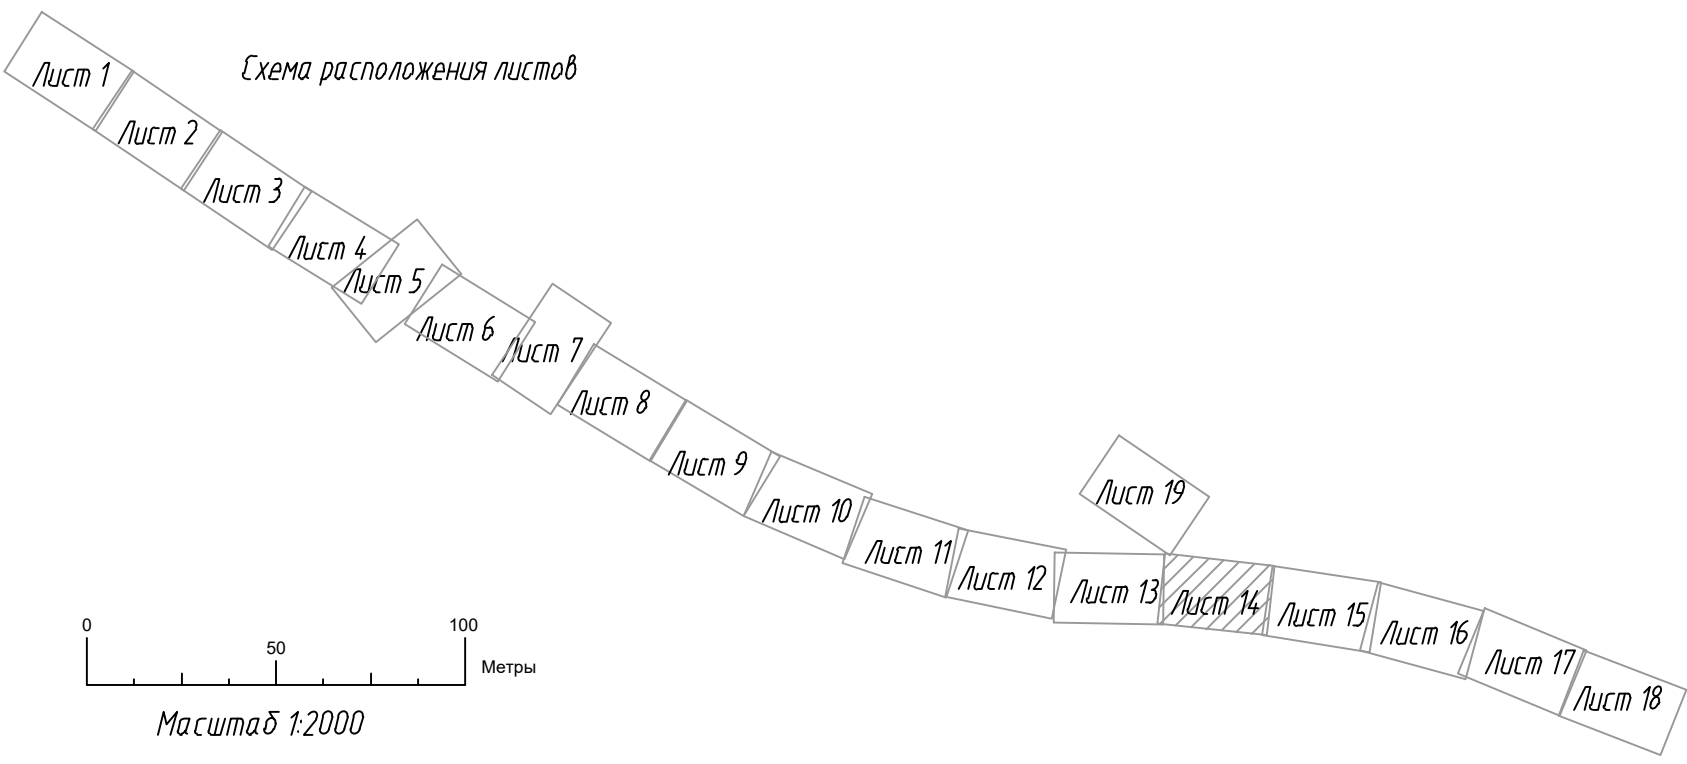 Схема расположения листов
Лист 1
Лист 2
Лист 3
Лист 4
Лист 5
Лист 6
Лист 7
Лист 8
Лист 9
Лист 10
Лист 11
Лист 12
Лист 13
Лист 14
Лист 15
Лист 16
Лист 17
Лист 18
Лист 19
0 50 100 Метры
Масштаб 1:2000